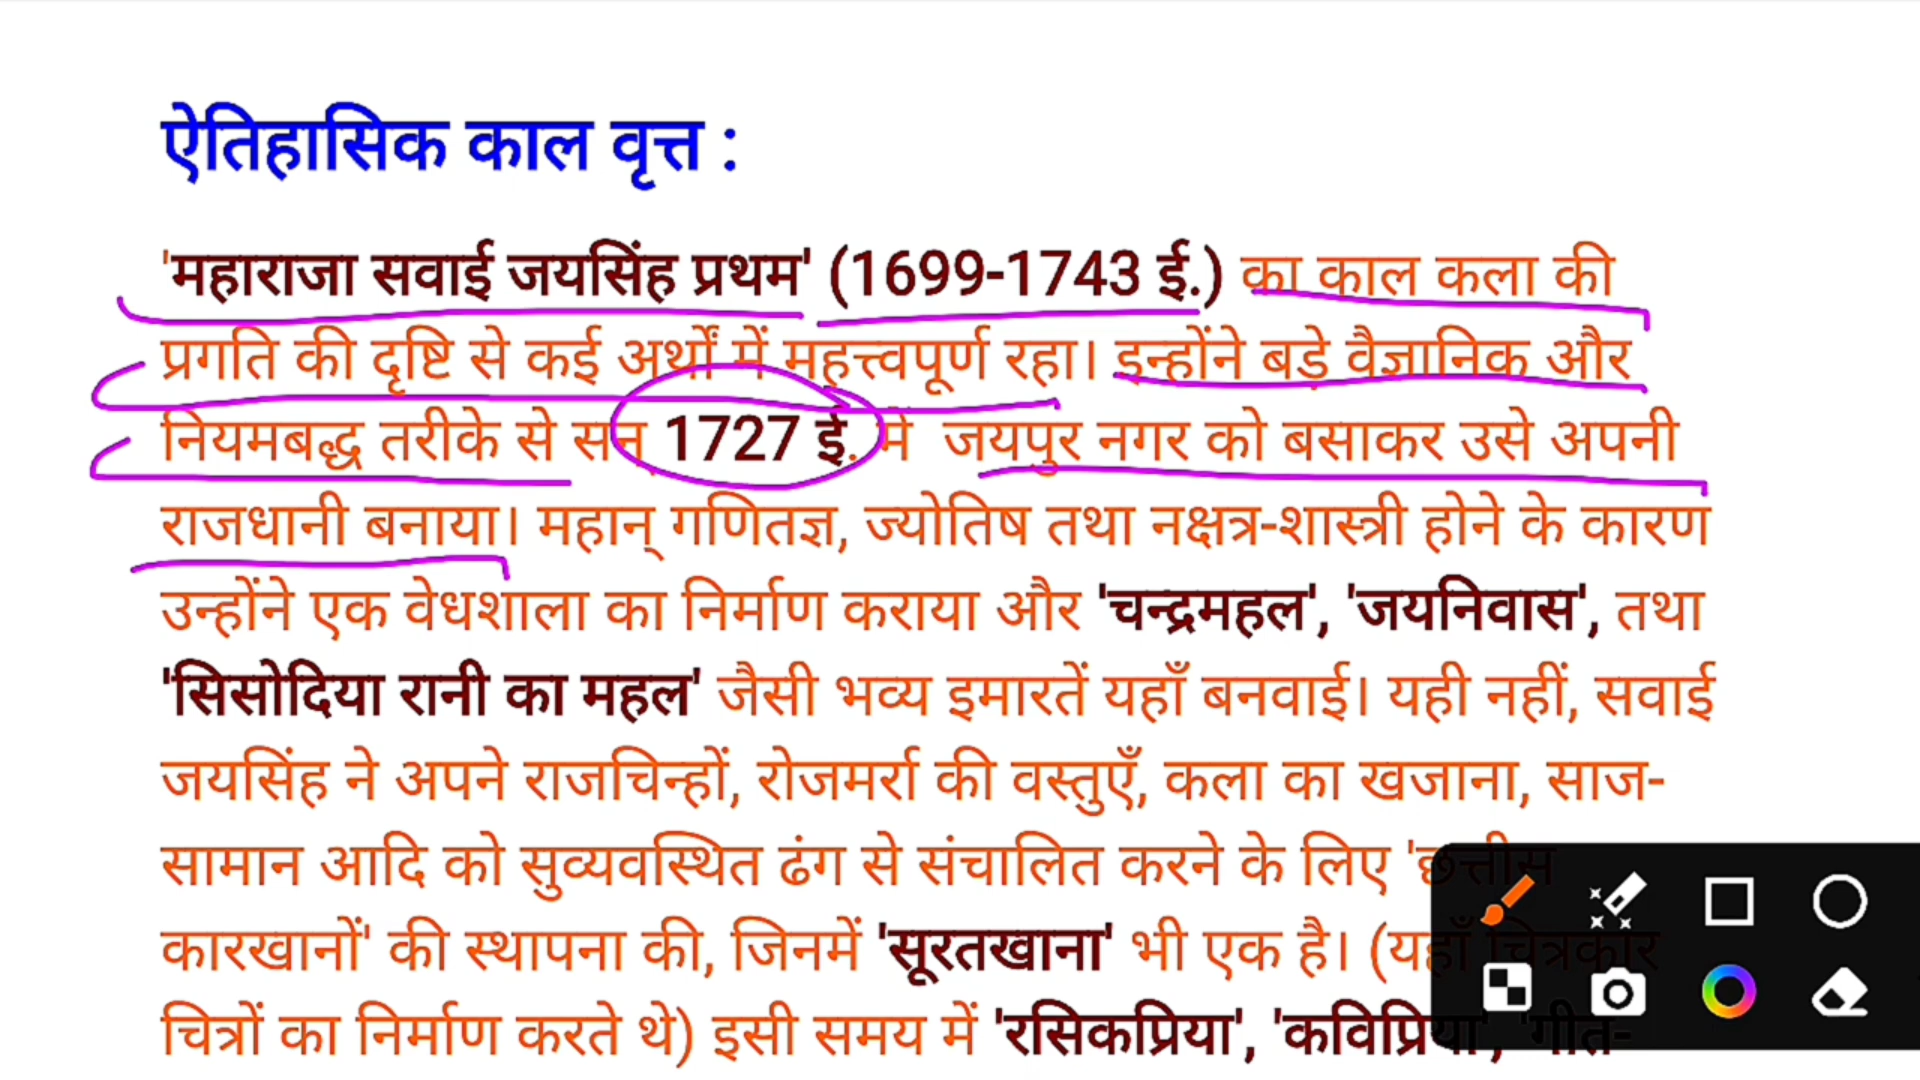 ऐतिहासिक काल वृत्त :
'महाराजा सवाई जयसिंह प्रथम' (1699-1743 ई.) का काल कला की
प्रगति की दृष्टि से कई अर्थों में महत्त्वपूर्ण रहा। इन्होंने बड़े वैज्ञानिक और
नियमबद्ध तरीके से सन् 1727 ई. में जयपुर नगर को बसाकर उसे अपनी
राजधानी बनाया। महान् गणितज्ञ, ज्योतिष तथा नक्षत्र-शास्त्री होने के कारण
उन्होंने एक वेधशाला का निर्माण कराया और 'चन्द्रमहल', 'जयनिवास', तथा
'सिसोदिया रानी का महल' जैसी भव्य इमारतें यहाँ बनवाई। यही नहीं, सवाई
जयसिंह ने अपने राजचिन्हों, रोजमर्रा की वस्तुएँ, कला का खजाना, साज-
सामान आदि को सुव्यवस्थित ढंग से संचालित करने के लिए 'छत्तीस
कारखानों' की स्थापना की, जिनमें 'सूरतखाना' भी एक है। (यहाँ चित्रकार
चित्रों का निर्माण करते थे) इसी समय में 'रसिकप्रिया', 'कविप्रिया', 'गीत-